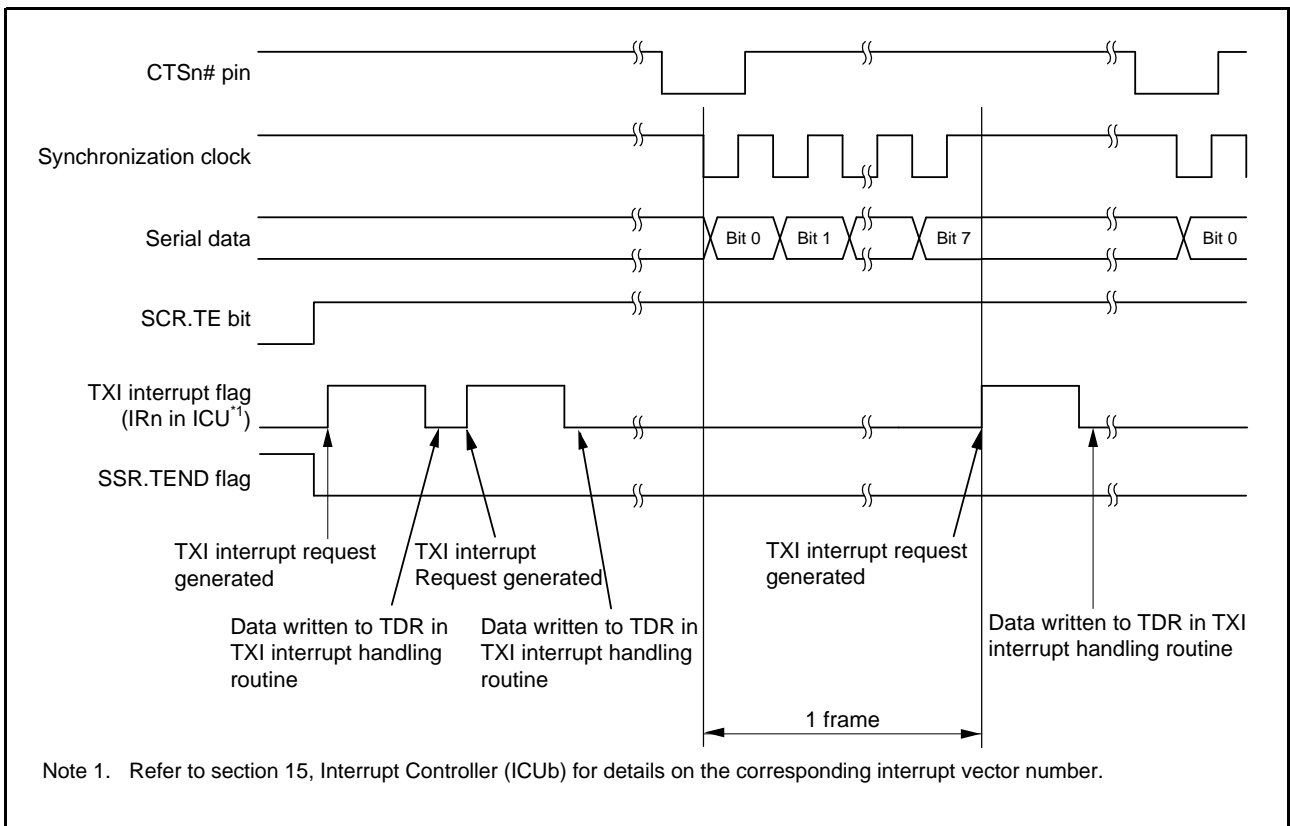 CTSn# pin
Synchronization clock
Serial data
Bit 0
Bit 1
Bit 7
Bit 0
SCR.TE bit
TXI interrupt flag
(IRn in ICU*1)
SSR.TEND flag
TXI interrupt request
generated
TXI interrupt
Request generated
TXI interrupt request
generated
Data written to TDR in
TXI interrupt handling
routine
Data written to TDR in
TXI interrupt handling
routine
Data written to TDR in TXI
interrupt handling routine
1 frame
Note 1. Refer to section 15, Interrupt Controller (ICUb) for details on the corresponding interrupt vector number.